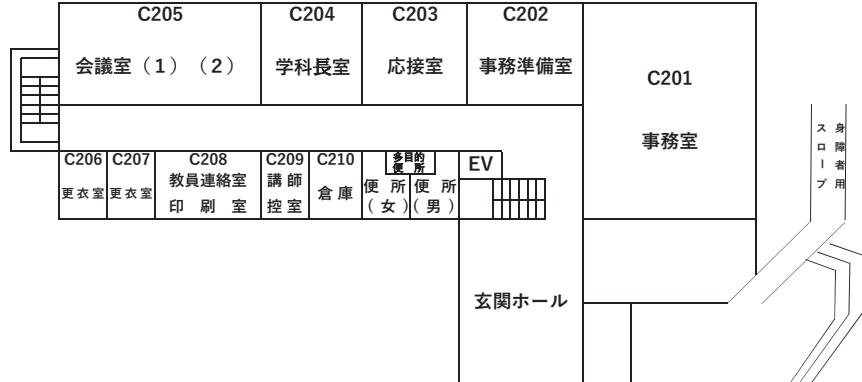 C205
会議室（1）（2）
C204
学科長室
C203
応接室
C202
事務準備室
C201
事務室
身障者用
スロープ
C206
更衣室
C207
更衣室
C208
教員連絡室
印刷室
C209
講師
控室
C210
倉庫
多目的
便所
便所
(女)
便所
(男)
EV
玄関ホール